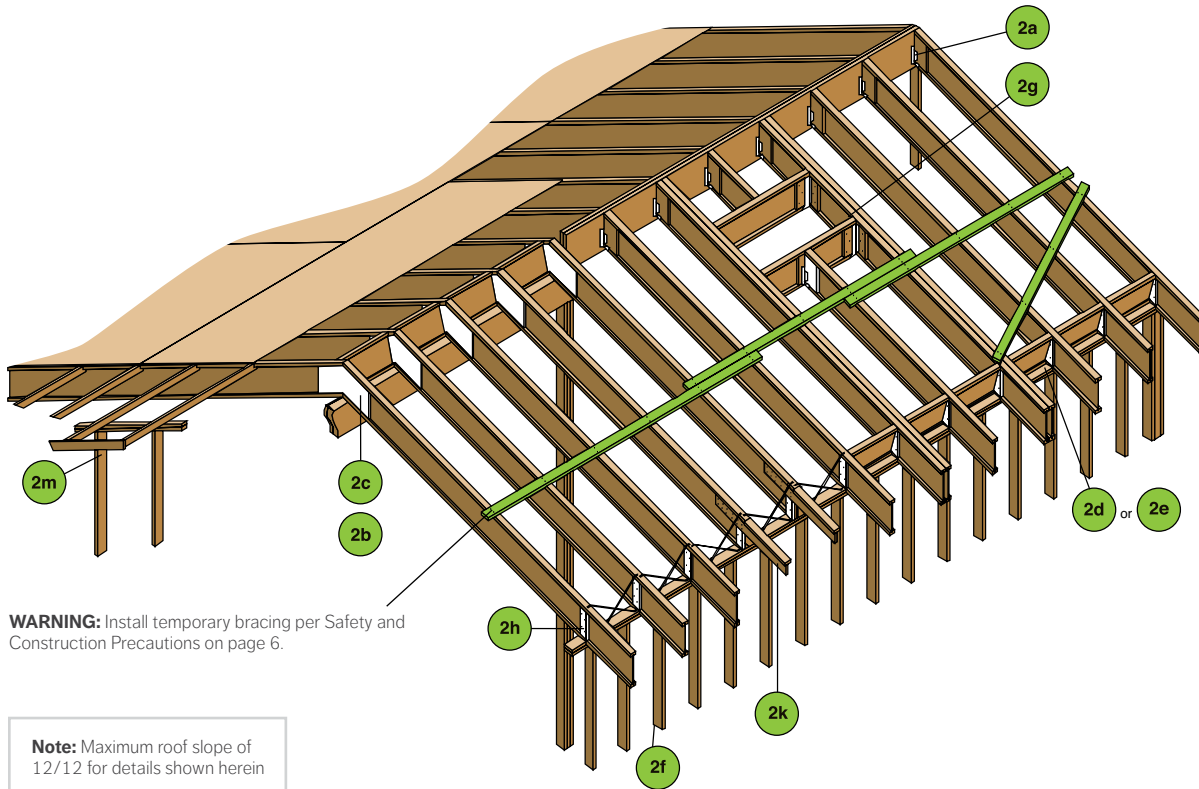 2a
2g
2m
2c
2b
2d or 2e
WARNING: Install temporary bracing per Safety and
Construction Precautions on page 6.
2h
2k
2f
Note: Maximum roof slope of
12/12 for details shown herein